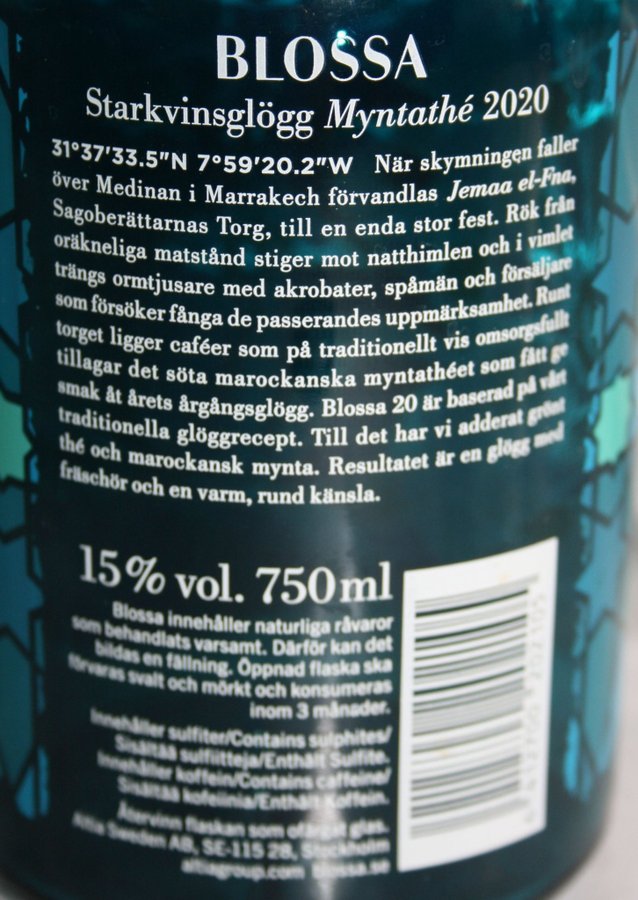 BLOSSA
Starkvinsglögg Myntathé 2020
31°37'33.5"N 7°59'20.2"W När skymningen faller
över Medinan i Marrakech förvandlas Jemaa el-Fna,
Sagoberättarnas Torg, till en enda stor fest. Rök från
oräkneliga matstånd stiger mot natthimlen och i vimlet
trängs ormtjusare med akrobater, spåmän och försäljare
som försöker fånga de passerandes uppmärksamhet. Runt
torget ligger caféer som på traditionellt vis omsorgsfullt
tillagar det söta marockanska myntathéet som fått ge
smak åt årets årgångsglögg. Blossa 20 är baserad på vårt
traditionella glöggrecept. Till det har vi adderat grönt
thé och marockansk mynta. Resultatet är en glögg med
fräschör och en varm, rund känsla.
15% vol. 750ml
Blossa innehåller naturliga råvaror
som behandlats varsamt. Därför kan det
bildas en fällning. Öppnad flaska ska
förvaras svalt och mörkt och konsumeras
inom 3 månader.
Innehåller sulfiter/Contains sulphites/
Sisältää sulfiitteja/Enthält Sulfite.
Innehåller koffein/Contains caffeine/
Sisältää kofeiinia/Enthält Koffein.
Återvinn flaskan som ofärgat glas.
Altia Sweden AB, SE-115 28, Stockholm
altiagroup.com blossa.se